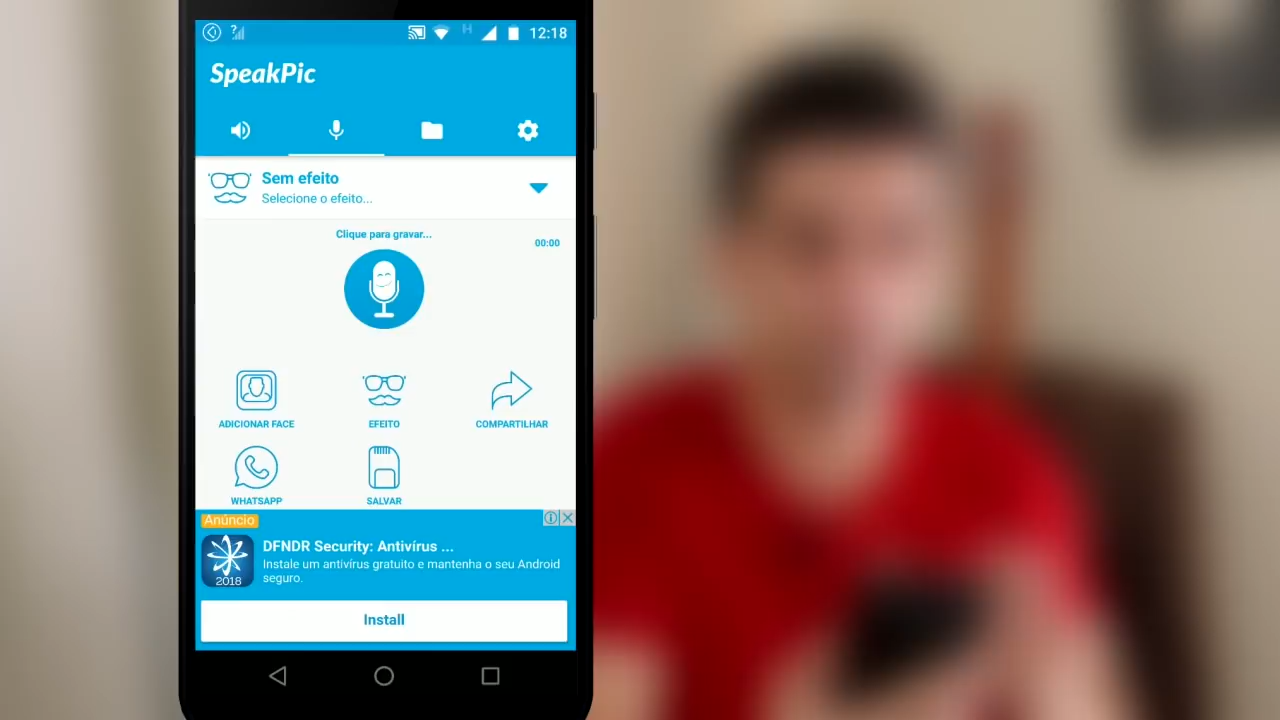 12:18
SpeakPic
Sem efeito
Selecione o efeito...
Clique para gravar...
00:00
ADICIONAR FACE
EFEITO
COMPARTILHAR
WHATSAPP
SALVAR
Anúncio
DFNDR Security: Antivírus ...
Instale um antivírus gratuito e mantenha o seu Android
seguro.
2018
Install